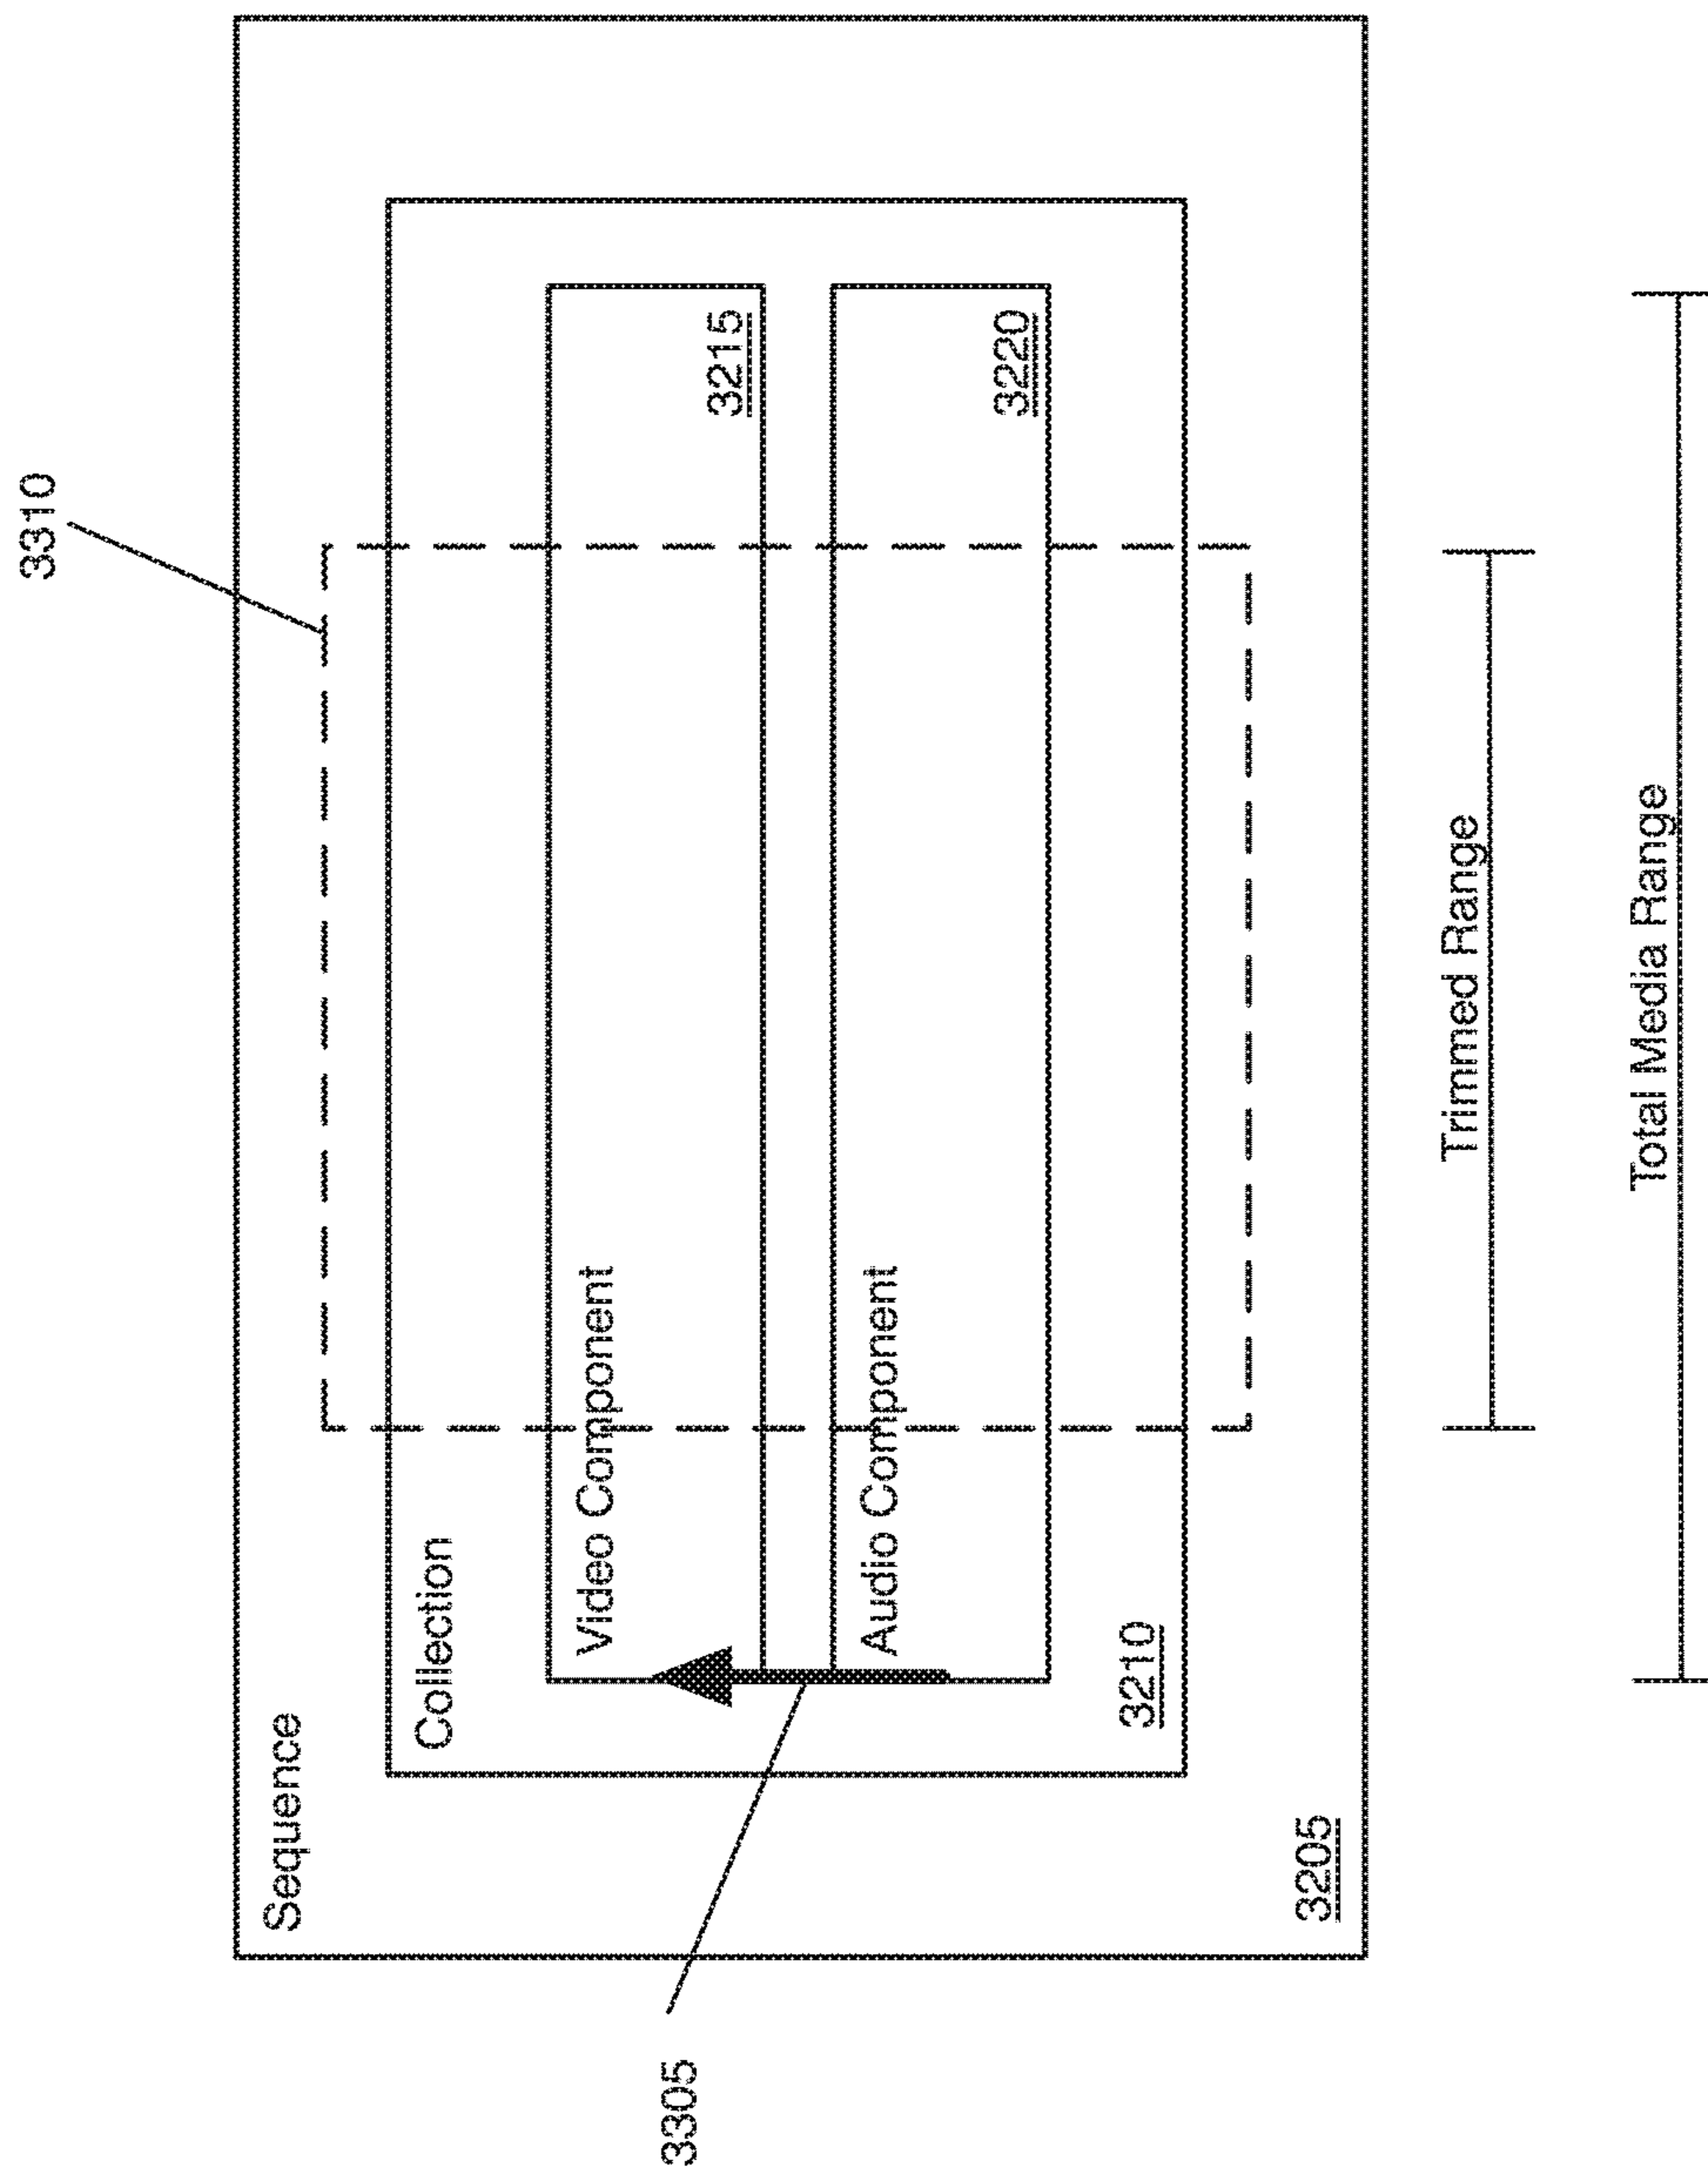 3310
Sequence
Collection
Video Component
3215
Audio Component
3220
3210
3205
3305
Trimmed Range
Total Media Range